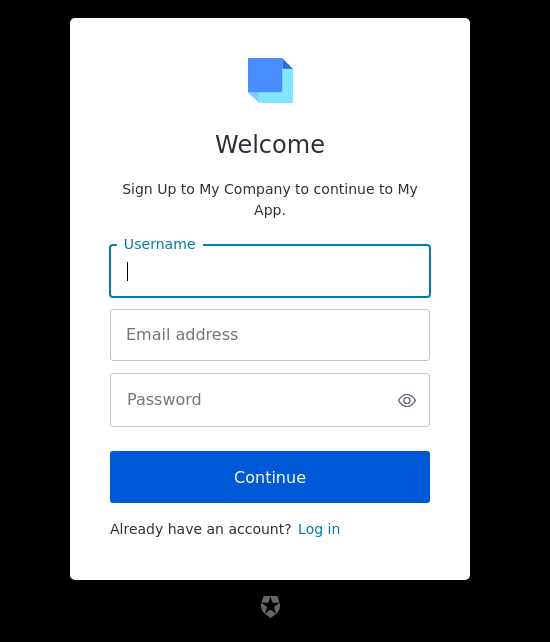 Welcome
Sign Up to My Company to continue to My
App.
Username
Email address
Password
Continue
Already have an account? Log in